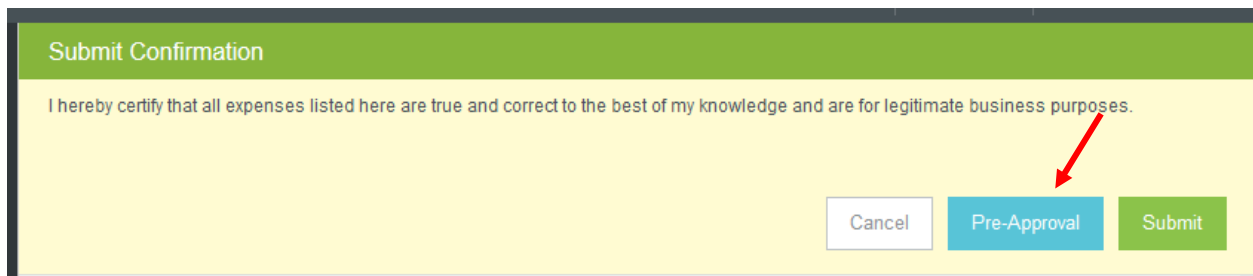 Submit Confirmation
I hereby certify that all expenses listed here are true and correct to the best of my knowledge and are for legitimate business purposes.
Cancel Pre-Approval Submit